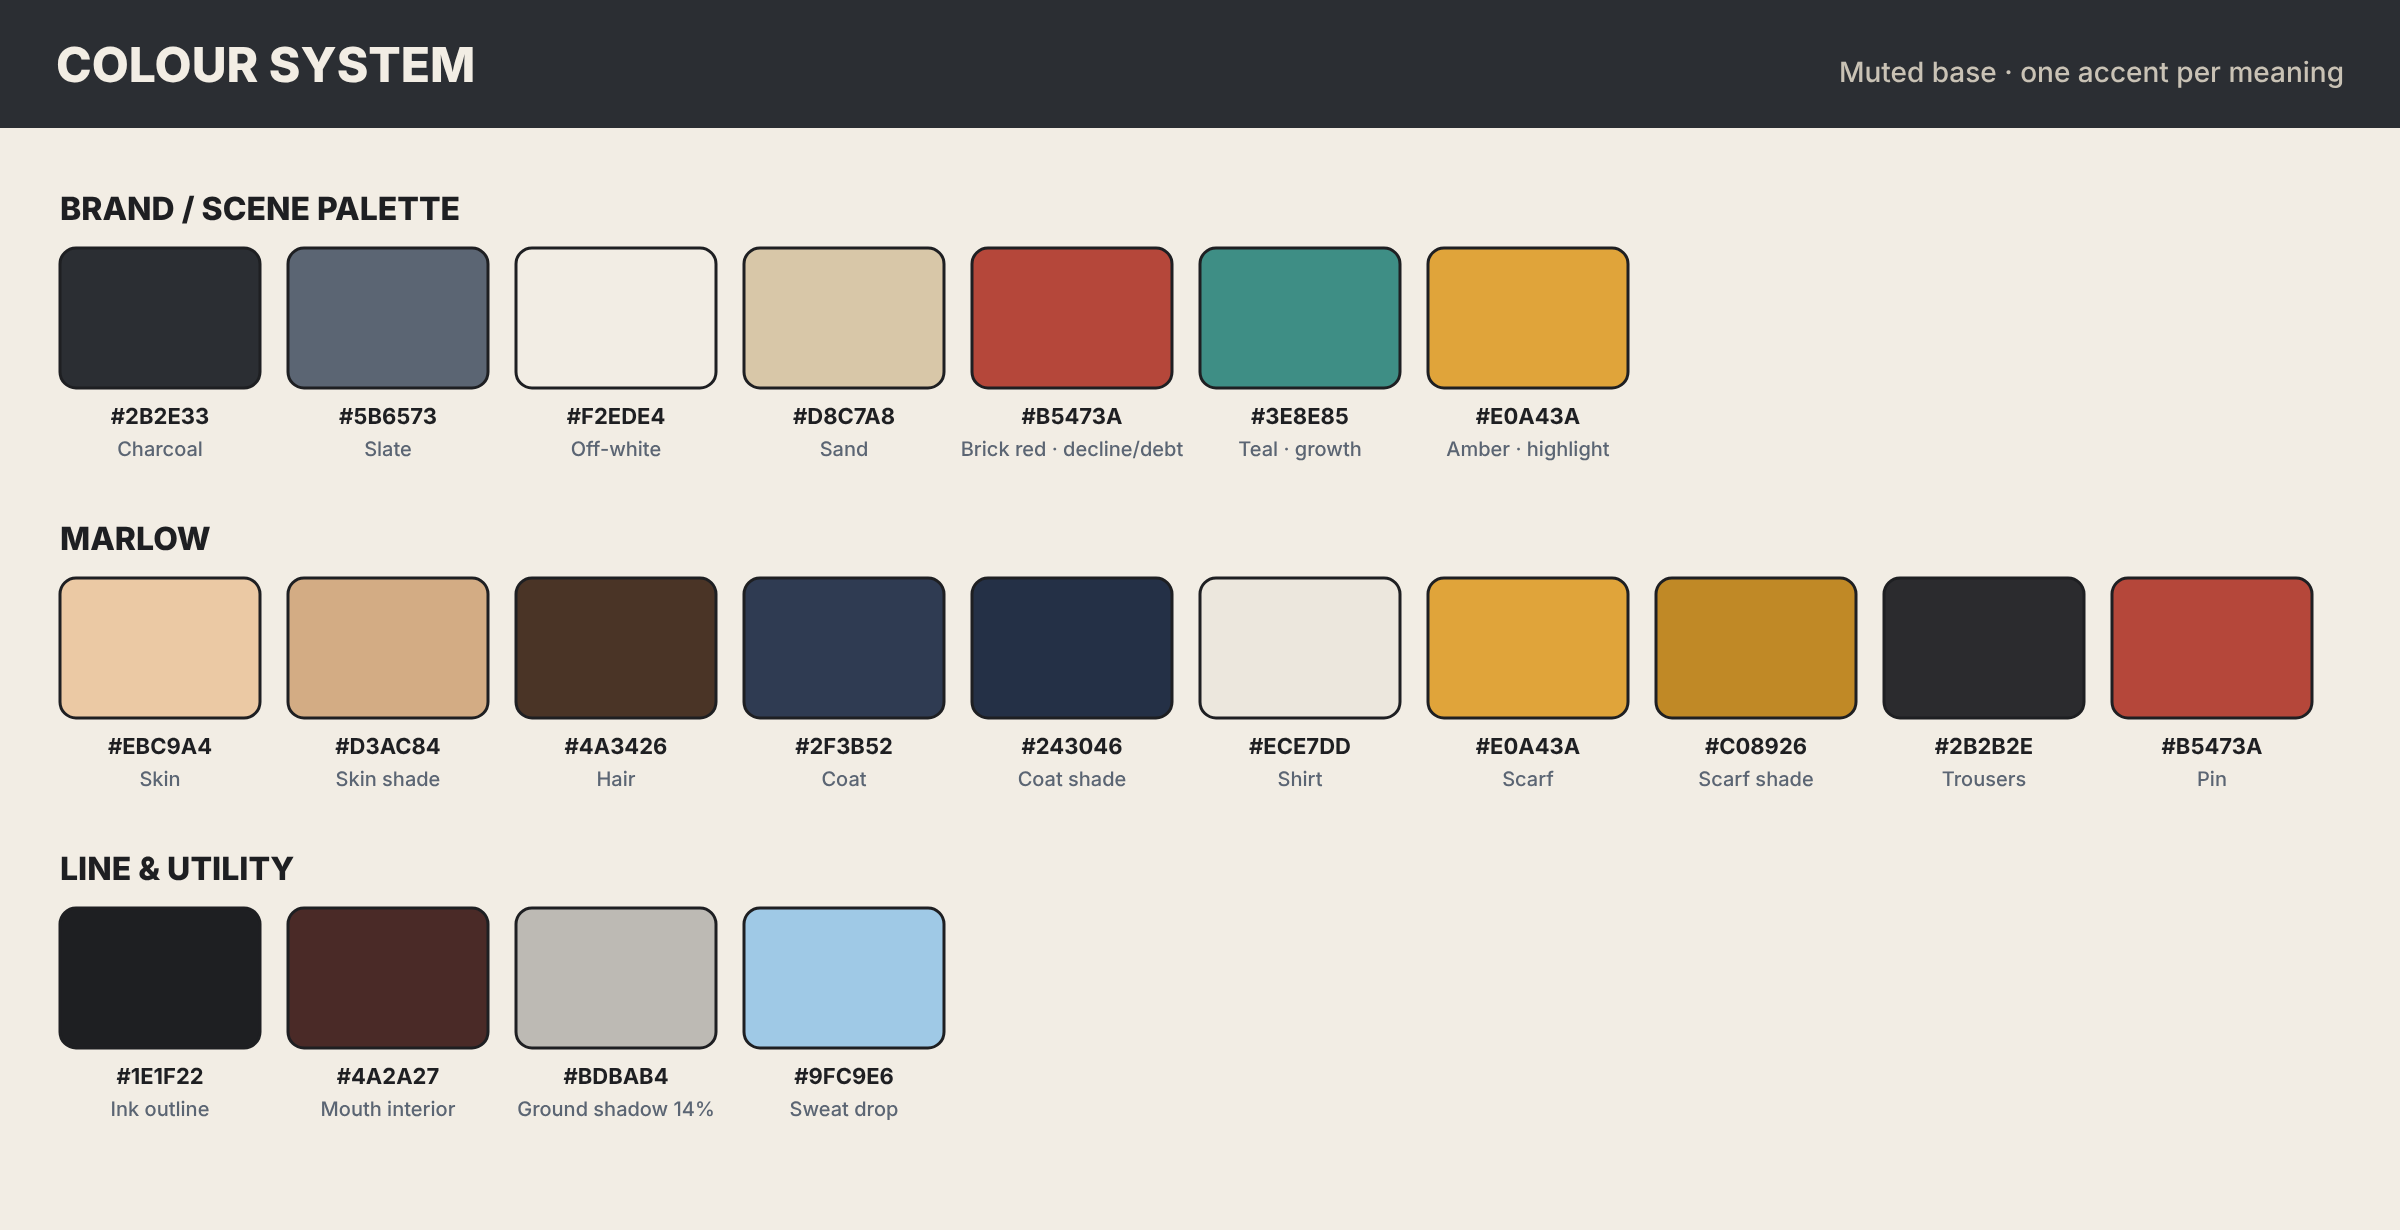 COLOUR SYSTEM
Muted base · one accent per meaning
BRAND / SCENE PALETTE
#2B2E33 #5B6573 #F2EDE4 #D8C7A8 #B5473A #3E8E85 #E0A43A
Charcoal Slate Off-white Sand Brick red · decline/debt Teal · growth Amber · highlight
MARLOW
#EBC9A4 #D3AC84 #4A3426 #2F3B52 #243046 #ECE7DD #E0A43A #C08926 #2B2B2E #B5473A
Skin Skin shade Hair Coat Coat shade Shirt Scarf Scarf shade Trousers Pin
LINE & UTILITY
#1E1F22 #4A2A27 #BDBAB4 #9FC9E6
Ink outline Mouth interior Ground shadow 14% Sweat drop